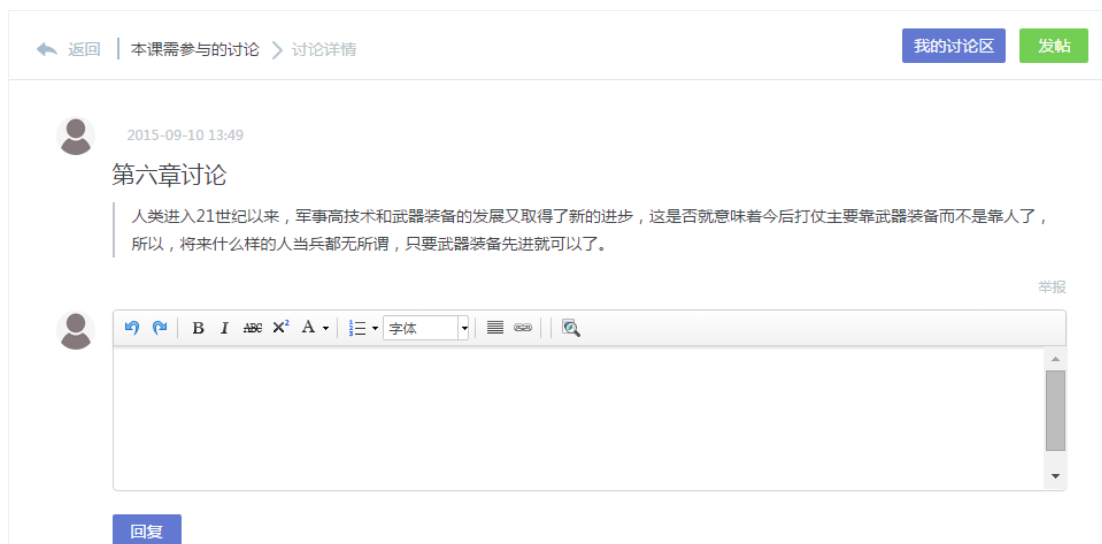 返回 本课需参与的讨论 > 讨论详情 我的讨论区 发帖
2015-09-10 13:49
第六章讨论
人类进入21世纪以来，军事高技术和武器装备的发展又取得了新的进步，这是否就意味着今后打仗主要靠武器装备而不是靠人了，
所以，将来什么样的人当兵都无所谓，只要武器装备先进就可以了。
举报
B I ABC X² A 字体
回复